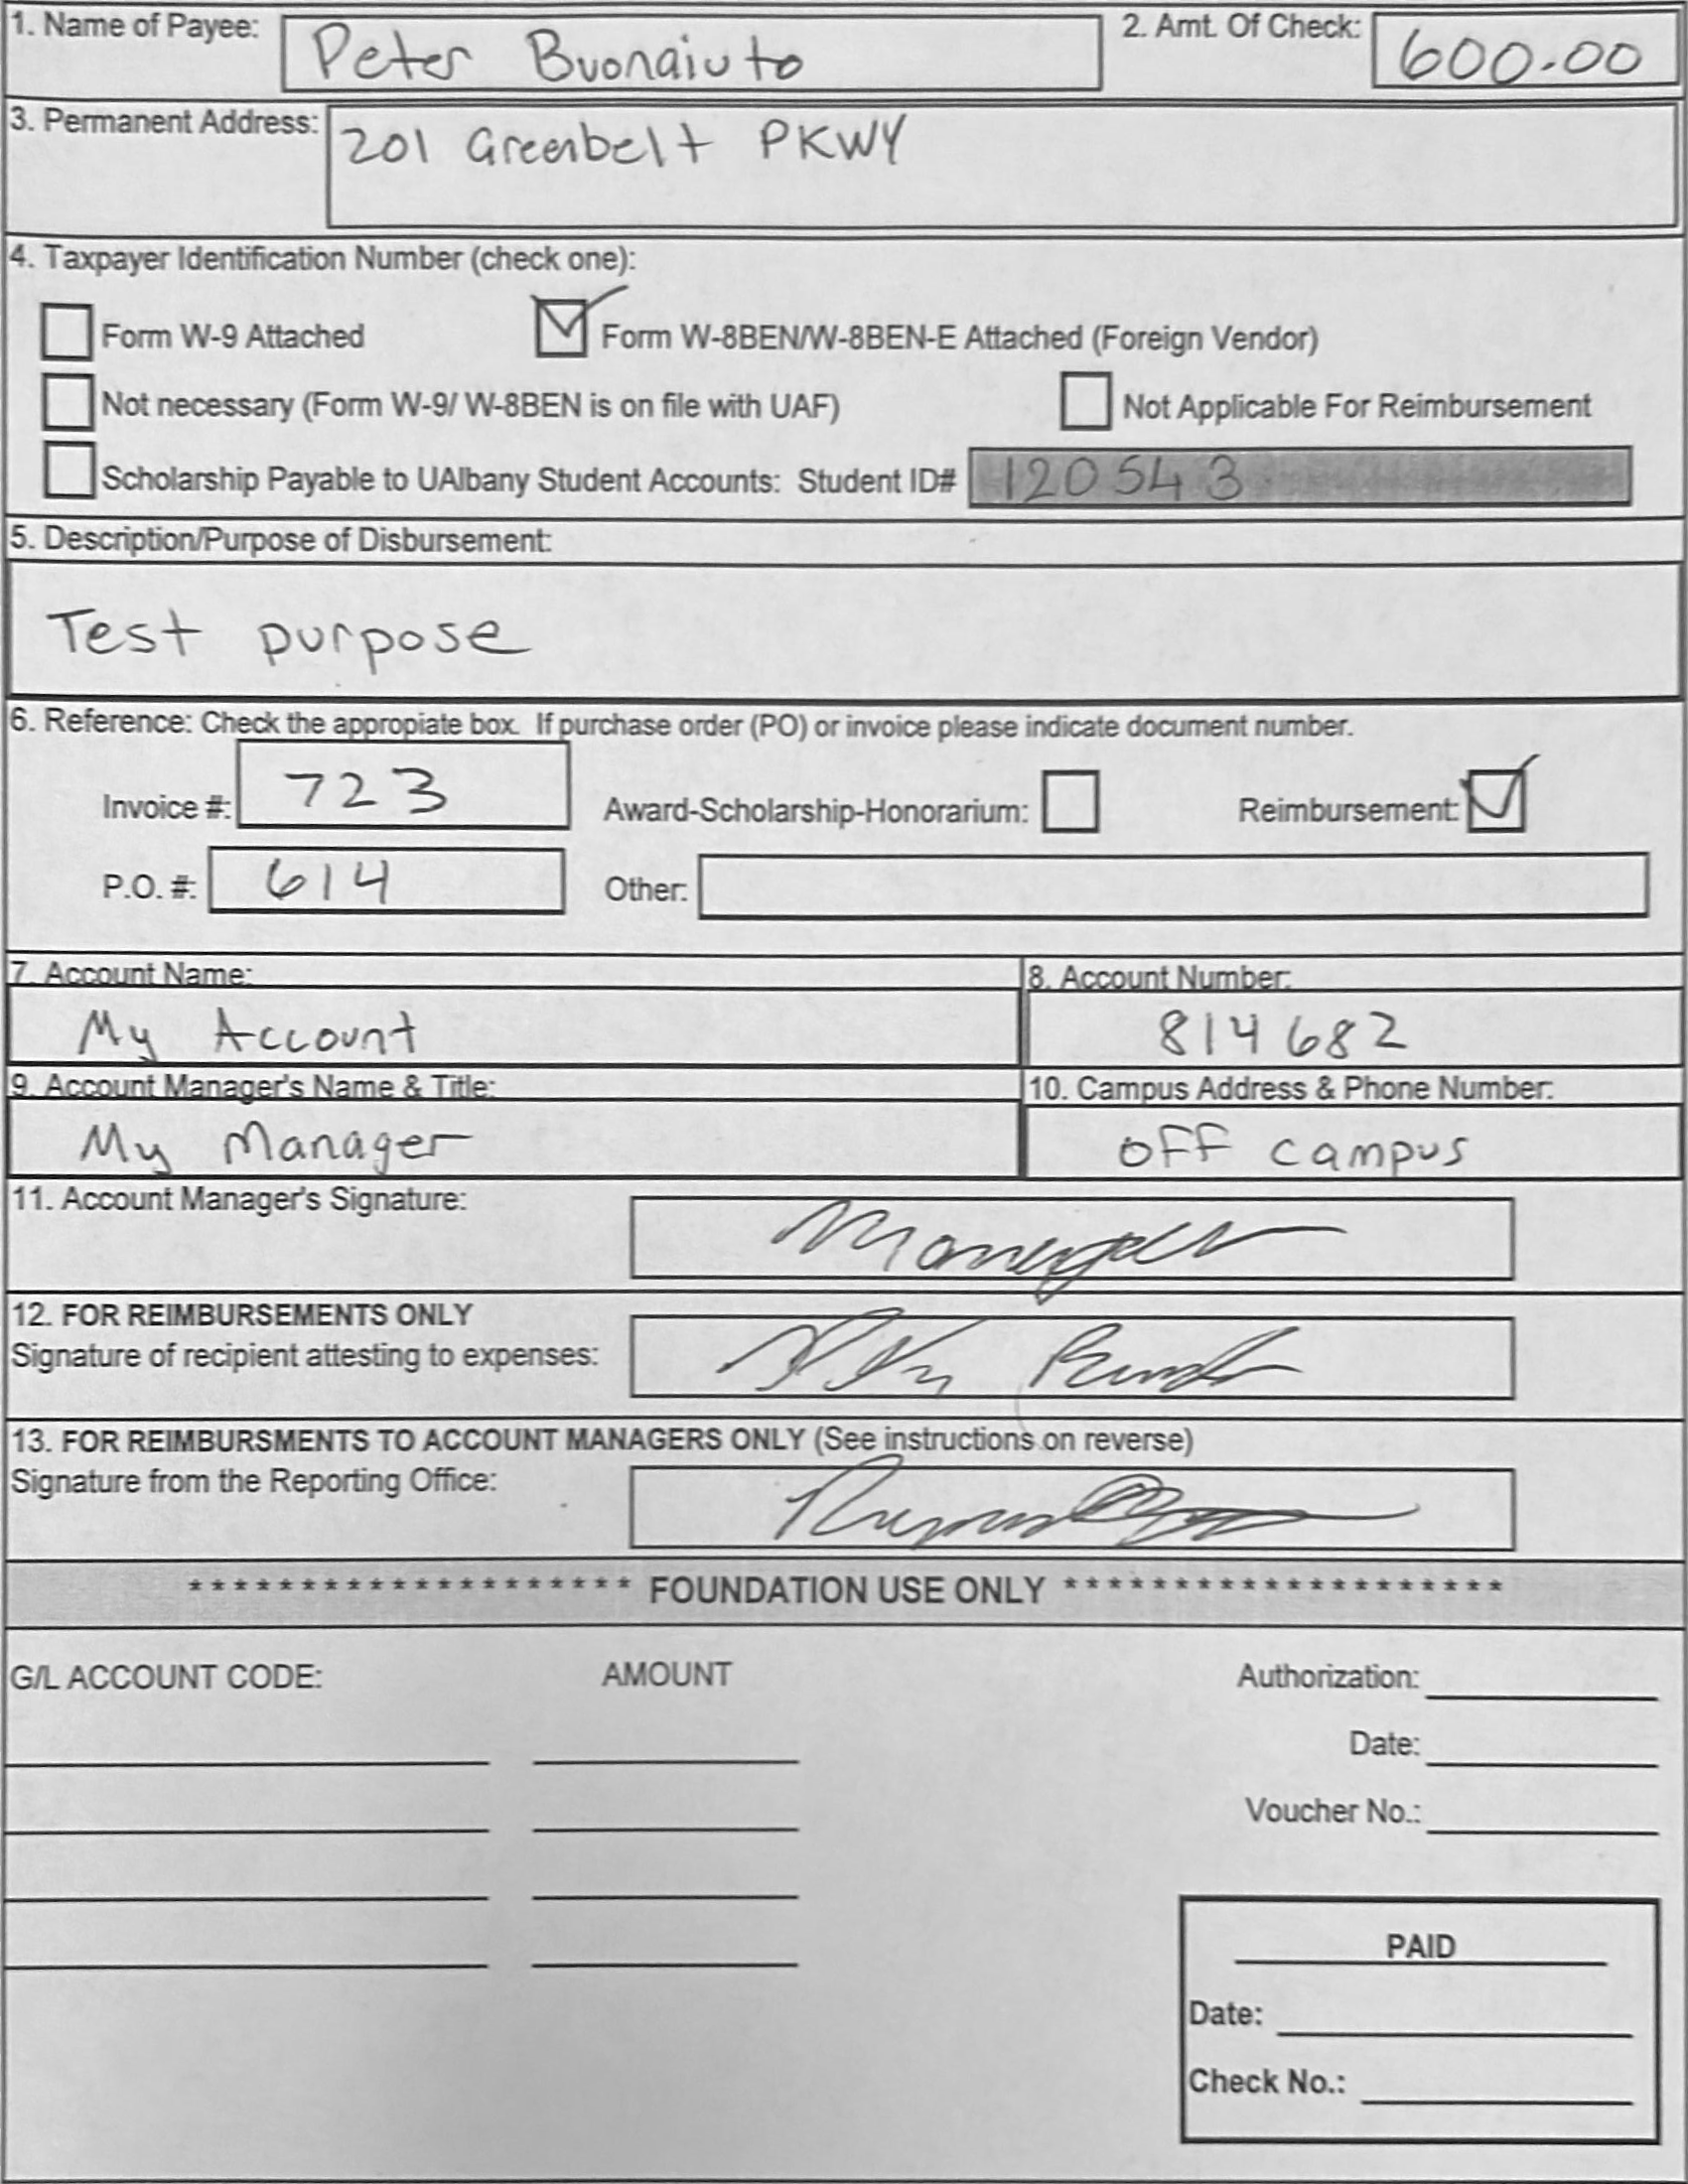 1. Name of Payee: Peter Buonaiuto 2. Amt. Of Check: 600.00
3. Permanent Address: 201 Greenbelt PKWY
4. Taxpayer Identification Number (check one):
Form W-9 Attached Form W-8BEN/W-8BEN-E Attached (Foreign Vendor)
Not necessary (Form W-9/ W-8BEN is on file with UAF) Not Applicable For Reimbursement
Scholarship Payable to UAlbany Student Accounts: Student ID# 120543
5. Description/Purpose of Disbursement:
Test purpose
6. Reference: Check the appropiate box. If purchase order (PO) or invoice please indicate document number.
Invoice #: 723 Award-Scholarship-Honorarium: Reimbursement:
P.O. #: 614 Other:
7. Account Name: 8. Account Number:
My Account 814682
9. Account Manager's Name & Title: 10. Campus Address & Phone Number:
My Manager off campus
11. Account Manager's Signature: Manager
12. FOR REIMBURSEMENTS ONLY
Signature of recipient attesting to expenses:
13. FOR REIMBURSMENTS TO ACCOUNT MANAGERS ONLY (See instructions on reverse)
Signature from the Reporting Office:
******************** FOUNDATION USE ONLY ********************
G/L ACCOUNT CODE: AMOUNT Authorization:
Date:
Voucher No.:
PAID
Date:
Check No.: